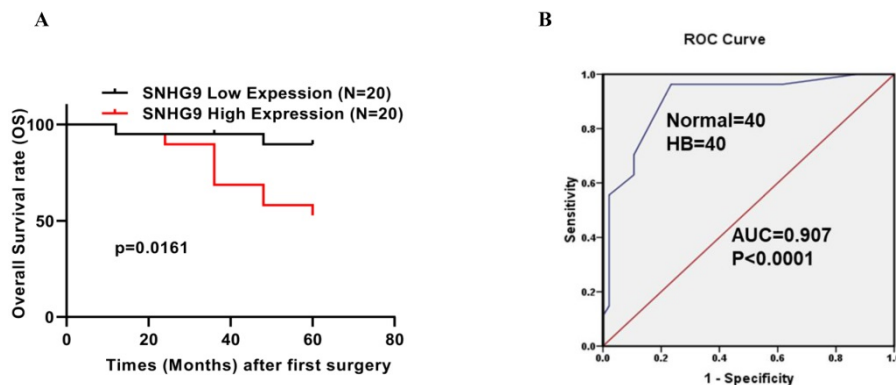 A
SNHG9 Low Expession (N=20)
SNHG9 High Expression (N=20)
Overall Survival rate (OS)
100
50
0
p=0.0161
0 20 40 60 80
Times (Months) after first surgery
B
ROC Curve
Sensitivity
1.0
0.8
0.6
0.4
0.2
0.0
Normal=40
HB=40
AUC=0.907
P<0.0001
0.0 0.2 0.4 0.6 0.8 1.0
1 - Specificity